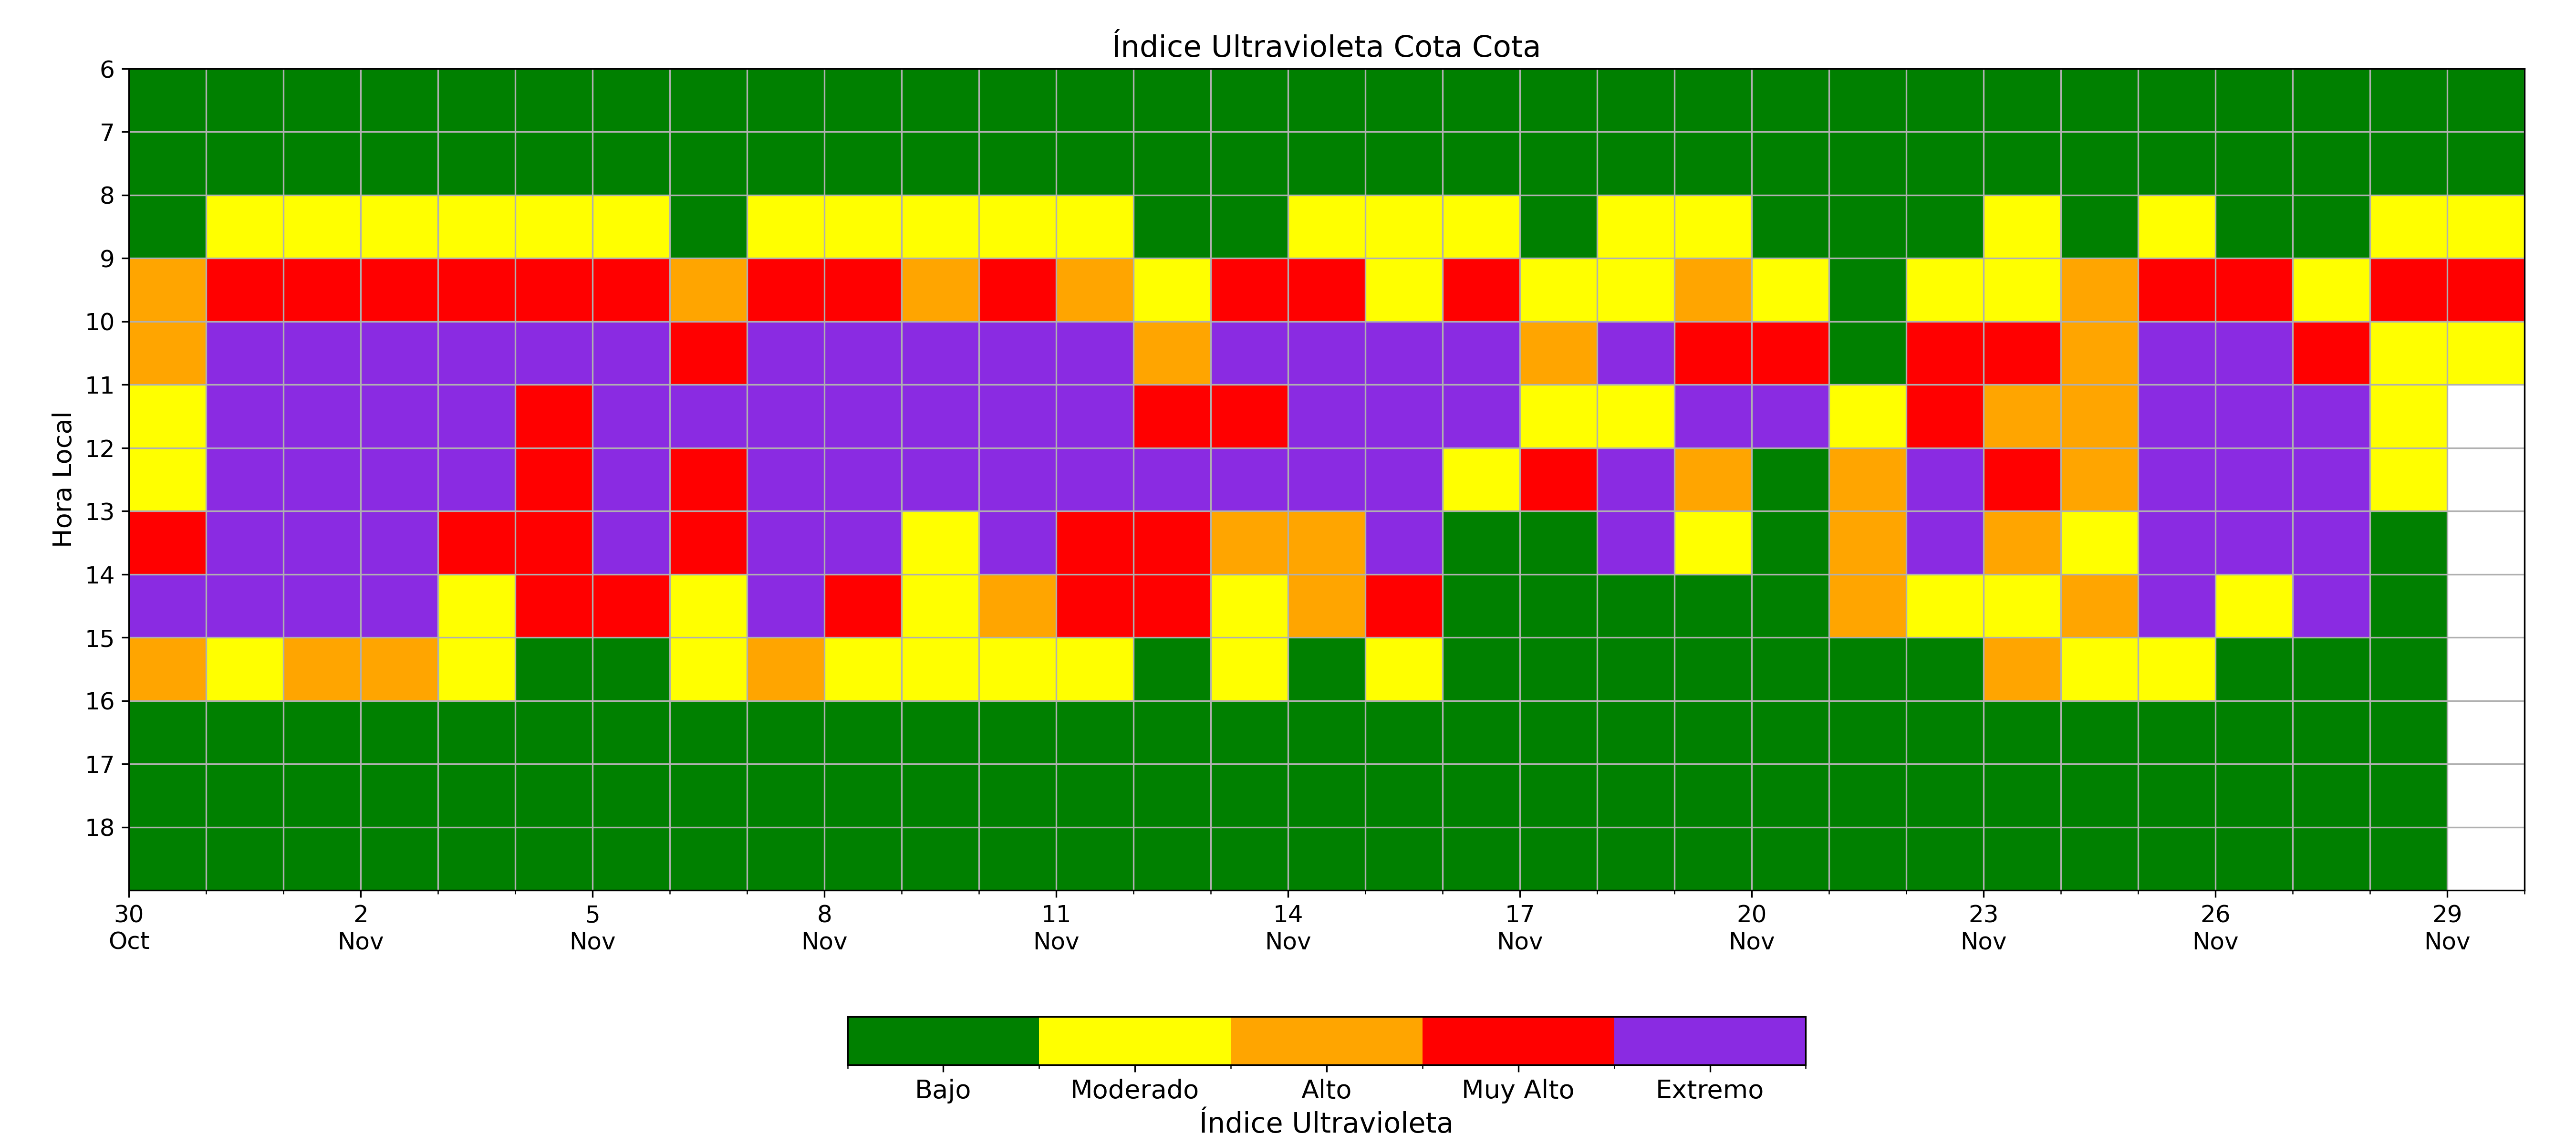 Índice Ultravioleta Cota Cota
6
7
8
9
10
11
12
13
14
15
16
17
18
Hora Local
30 2 5 8 11 14 17 20 23 26 29
Oct Nov Nov Nov Nov Nov Nov Nov Nov Nov Nov
Bajo Moderado Alto Muy Alto Extremo
Índice Ultravioleta